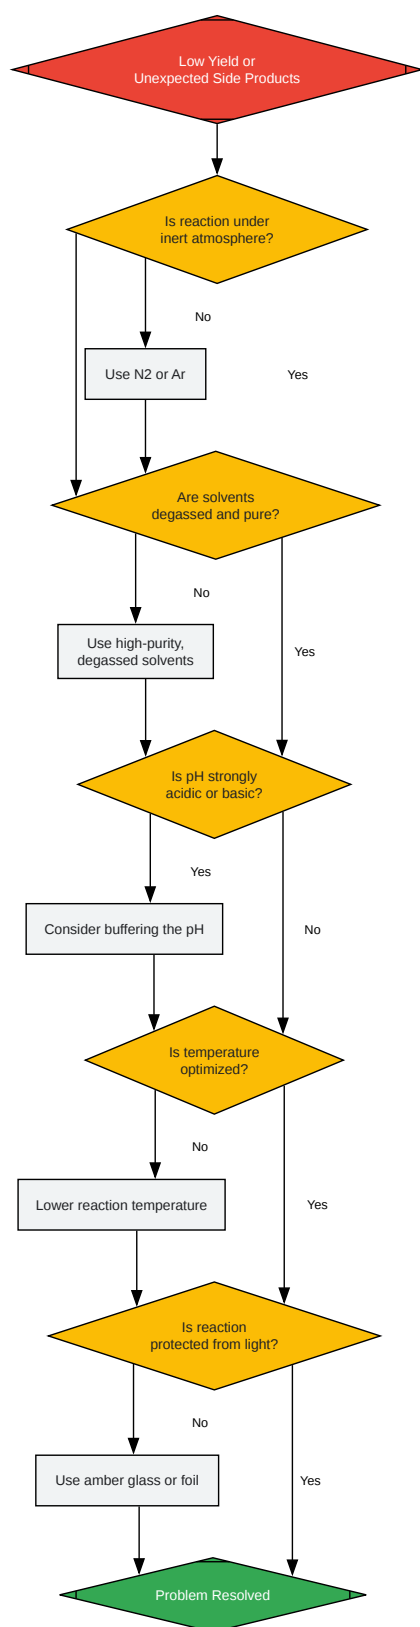 Low Yield or
Unexpected Side Products
Is reaction under
inert atmosphere?
No
Use N2 or Ar
Yes
Are solvents
degassed and pure?
No
Use high-purity,
degassed solvents
Yes
Is pH strongly
acidic or basic?
Yes
Consider buffering the pH
No
Is temperature
optimized?
No
Lower reaction temperature
Yes
Is reaction
protected from light?
No
Use amber glass or foil
Yes
Problem Resolved